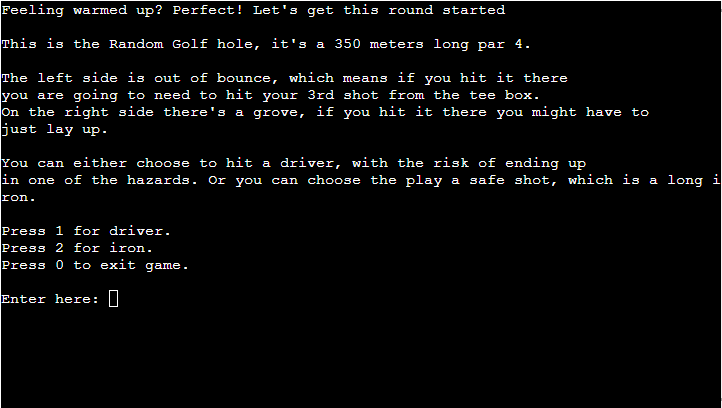 Feeling warmed up? Perfect! Let's get this round started
This is the Random Golf hole, it's a 350 meters long par 4.
The left side is out of bounce, which means if you hit it there
you are going to need to hit your 3rd shot from the tee box.
On the right side there's a grove, if you hit it there you might have to
just lay up.
You can either choose to hit a driver, with the risk of ending up
in one of the hazards. Or you can choose the play a safe shot, which is a long i
ron.
Press 1 for driver.
Press 2 for iron.
Press 0 to exit game.
Enter here: